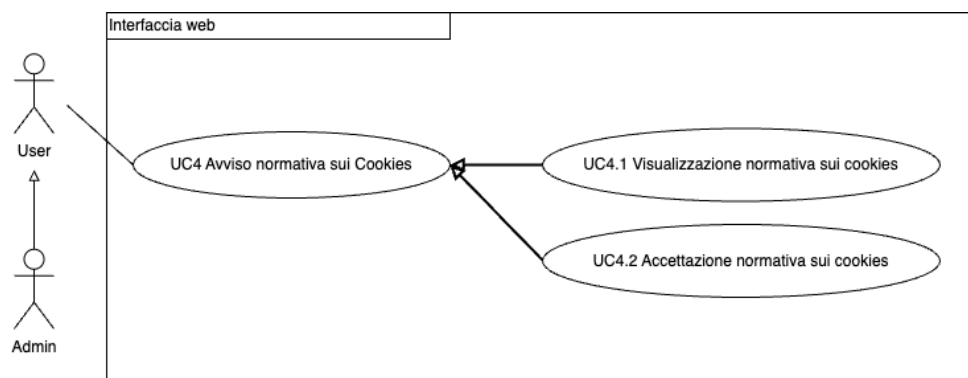 Interfaccia web
User
UC4 Avviso normativa sui Cookies
UC4.1 Visualizzazione normativa sui cookies
UC4.2 Accettazione normativa sui cookies
Admin